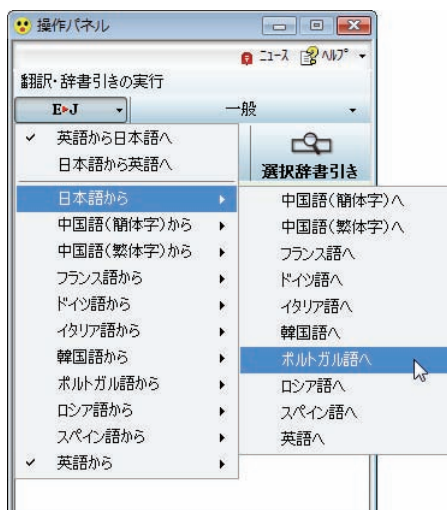 操作パネル
ニュース ヘルプ
翻訳・辞書引きの実行
E▸J 一般
選択辞書引き
✓ 英語から日本語へ
日本語から英語へ
日本語から
中国語(簡体字)から
中国語(繁体字)から
フランス語から
ドイツ語から
イタリア語から
韓国語から
ポルトガル語から
ロシア語から
スペイン語から
✓ 英語から
中国語(簡体字)へ
中国語(繁体字)へ
フランス語へ
ドイツ語へ
イタリア語へ
韓国語へ
ポルトガル語へ
ロシア語へ
スペイン語へ
英語へ